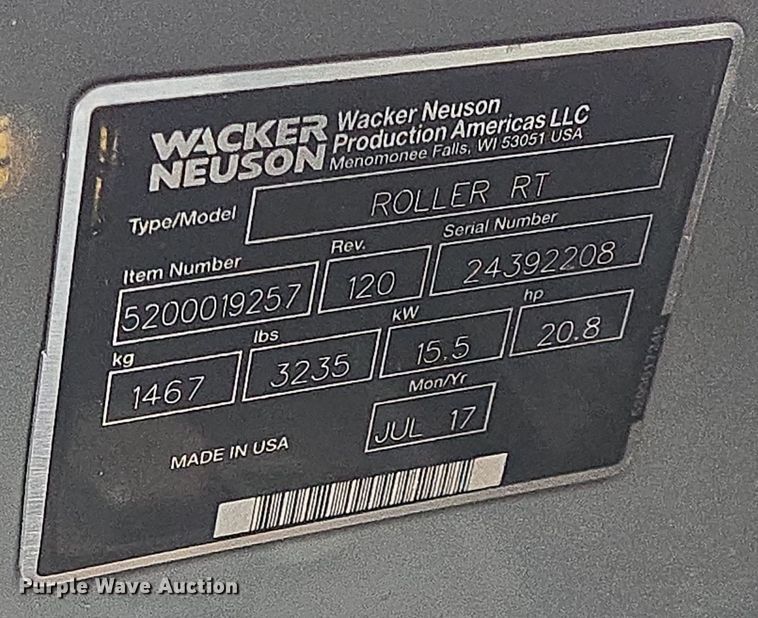 WACKER NEUSON
Wacker Neuson
Production Americas LLC
Menomonee Falls, WI 53051 USA
Type/Model ROLLER RT
Item Number Rev. Serial Number
5200019257 120 24392208
kg lbs kW hp
1467 3235 15.5 20.8
Mon/Yr
JUL 17
MADE IN USA
Purple Wave Auction